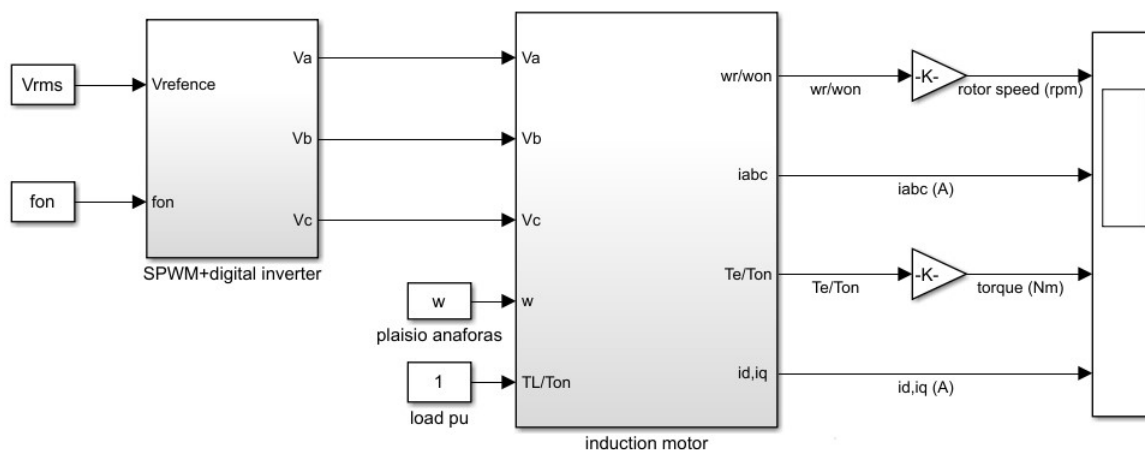 Vrms
fon
Vrefence
fon
Va
Vb
Vc
SPWM+digital inverter
w
plaisio anaforas
1
load pu
Va
Vb
Vc
w
TL/Ton
wr/won
iabc
Te/Ton
id,iq
induction motor
wr/won
-K-
rotor speed (rpm)
iabc (A)
Te/Ton
-K-
torque (Nm)
id,iq (A)